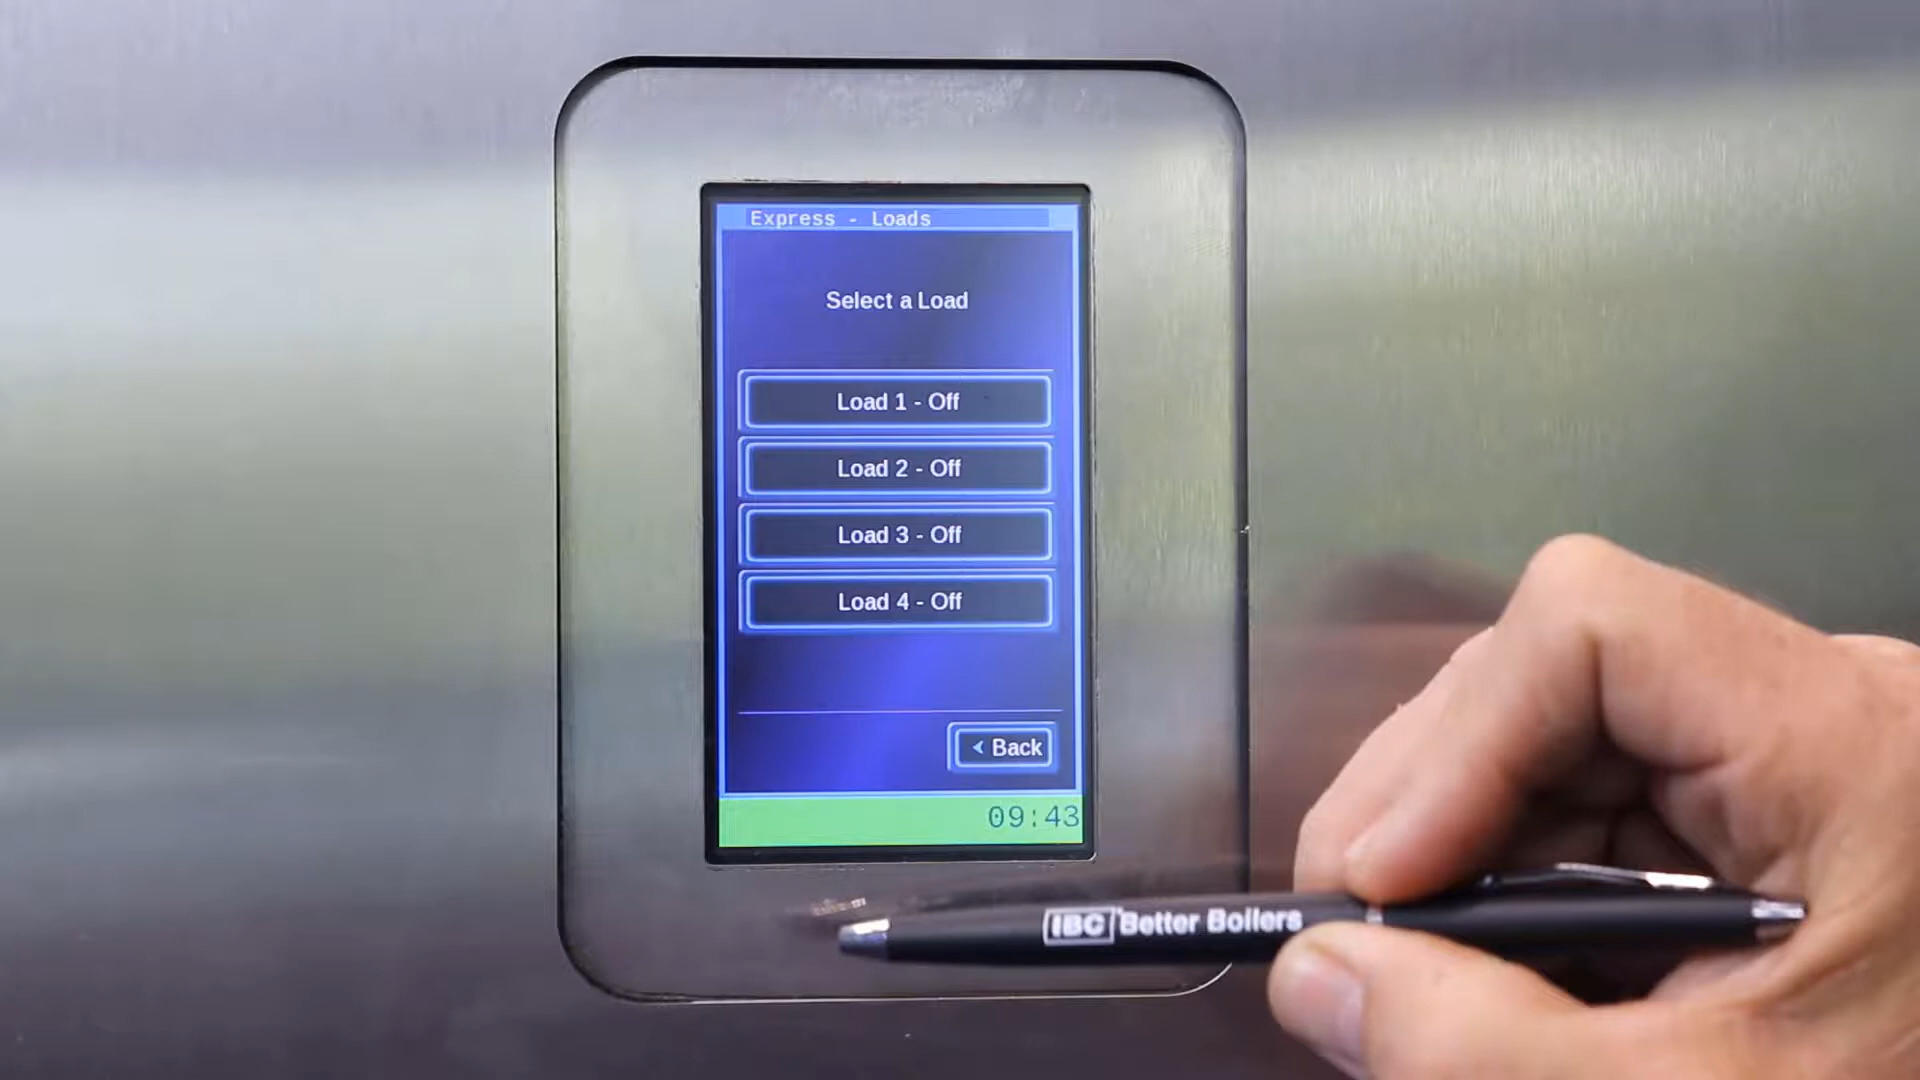 Express - Loads
Select a Load
Load 1 - Off
Load 2 - Off
Load 3 - Off
Load 4 - Off
Back
09:43
IBC Better Boilers